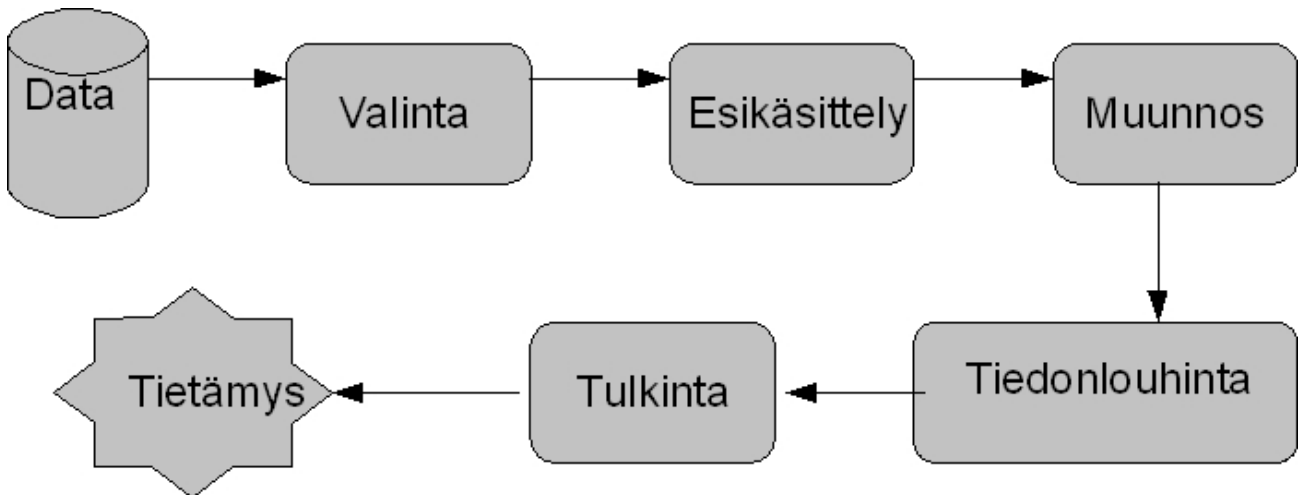 Data
Valinta
Esikäsittely
Muunnos
Tiedonlouhinta
Tulkinta
Tietämys